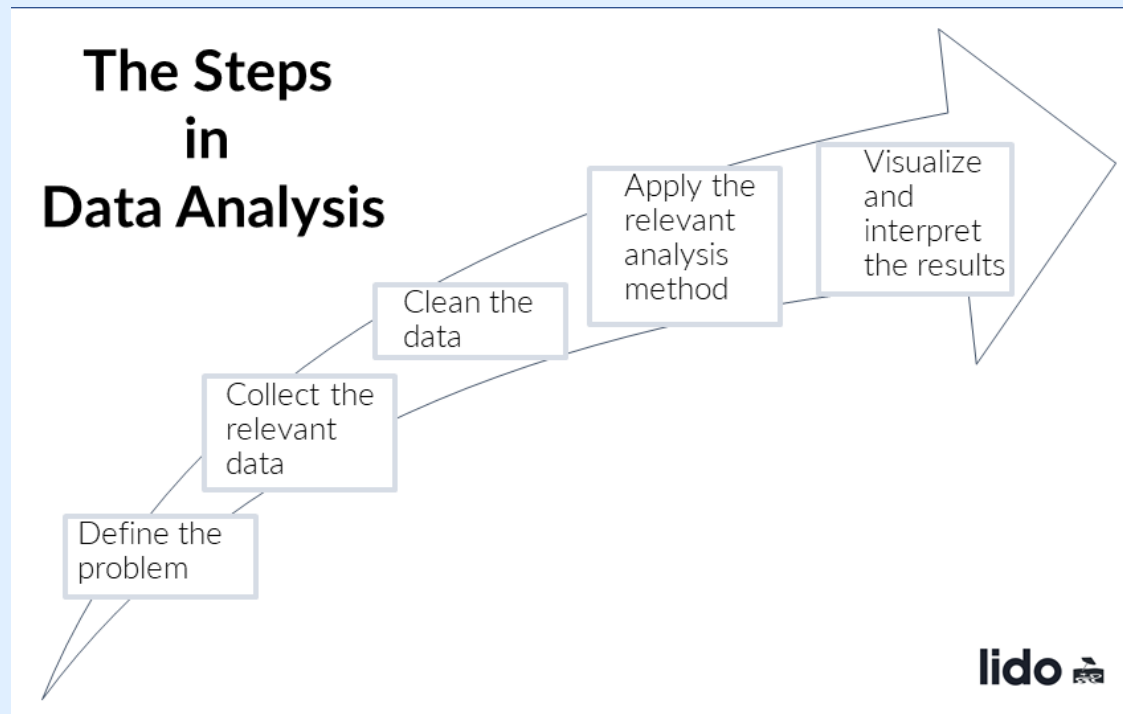 The Steps
in
Data Analysis
Define the
problem
Collect the
relevant
data
Clean the
data
Apply the
relevant
analysis
method
Visualize
and
interpret
the results
lido